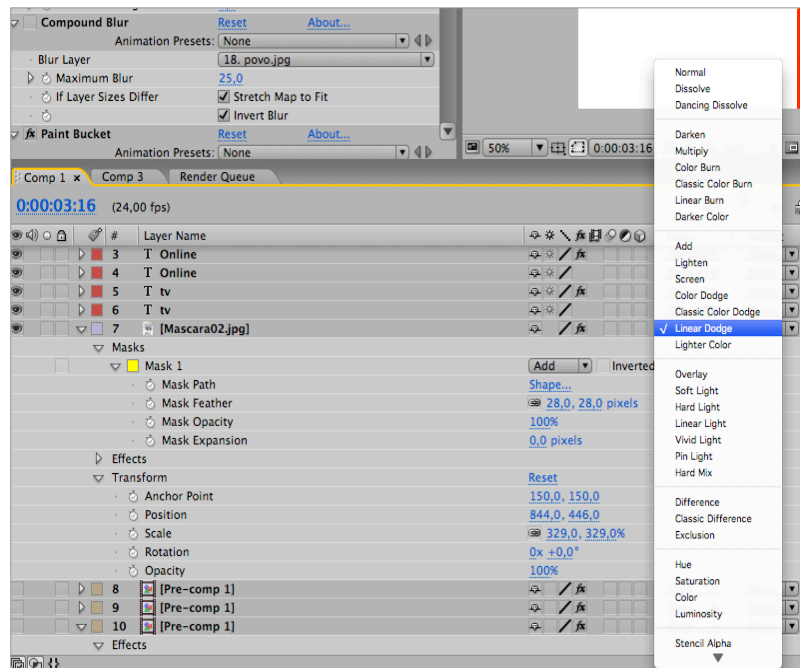 Compound Blur Reset About...
Animation Presets: None
Blur Layer 18. povo.jpg
Maximum Blur 25,0
If Layer Sizes Differ Stretch Map to Fit
Invert Blur
fx Paint Bucket Reset About...
Animation Presets: None
50% 0:00:03:16
Comp 1 × Comp 3 Render Queue
0:00:03:16 (24,00 fps)
# Layer Name fx
3 T Online fx
4 T Online
5 T tv fx
6 T tv
7 [Mascara02.jpg] fx
Masks
Mask 1 Add Inverted
Mask Path Shape...
Mask Feather 28,0, 28,0 pixels
Mask Opacity 100%
Mask Expansion 0,0 pixels
Effects
Transform Reset
Anchor Point 150,0, 150,0
Position 844,0, 446,0
Scale 329,0, 329,0%
Rotation 0x +0,0°
Opacity 100%
8 [Pre-comp 1] fx
9 [Pre-comp 1] fx
10 [Pre-comp 1] fx
Effects
Normal
Dissolve
Dancing Dissolve
Darken
Multiply
Color Burn
Classic Color Burn
Linear Burn
Darker Color
Add
Lighten
Screen
Color Dodge
Classic Color Dodge
✓ Linear Dodge
Lighter Color
Overlay
Soft Light
Hard Light
Linear Light
Vivid Light
Pin Light
Hard Mix
Difference
Classic Difference
Exclusion
Hue
Saturation
Color
Luminosity
Stencil Alpha